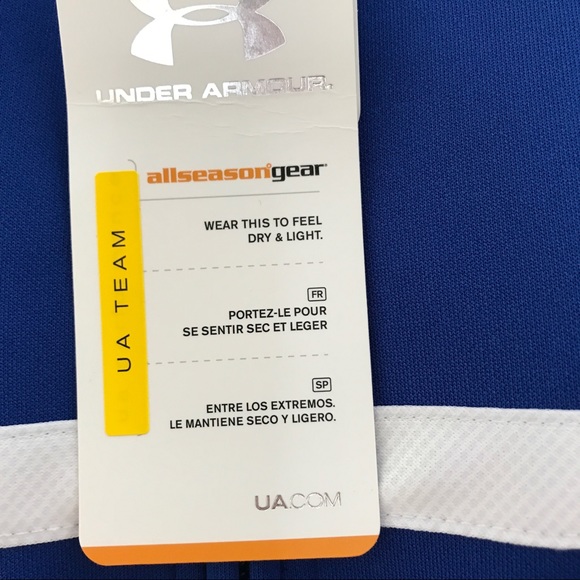 UNDER ARMOUR.
allseasongear®
WEAR THIS TO FEEL
DRY & LIGHT.
FR
PORTEZ-LE POUR
SE SENTIR SEC ET LEGER
SP
ENTRE LOS EXTREMOS.
LE MANTIENE SECO Y LIGERO.
UA.COM
UA TEAM